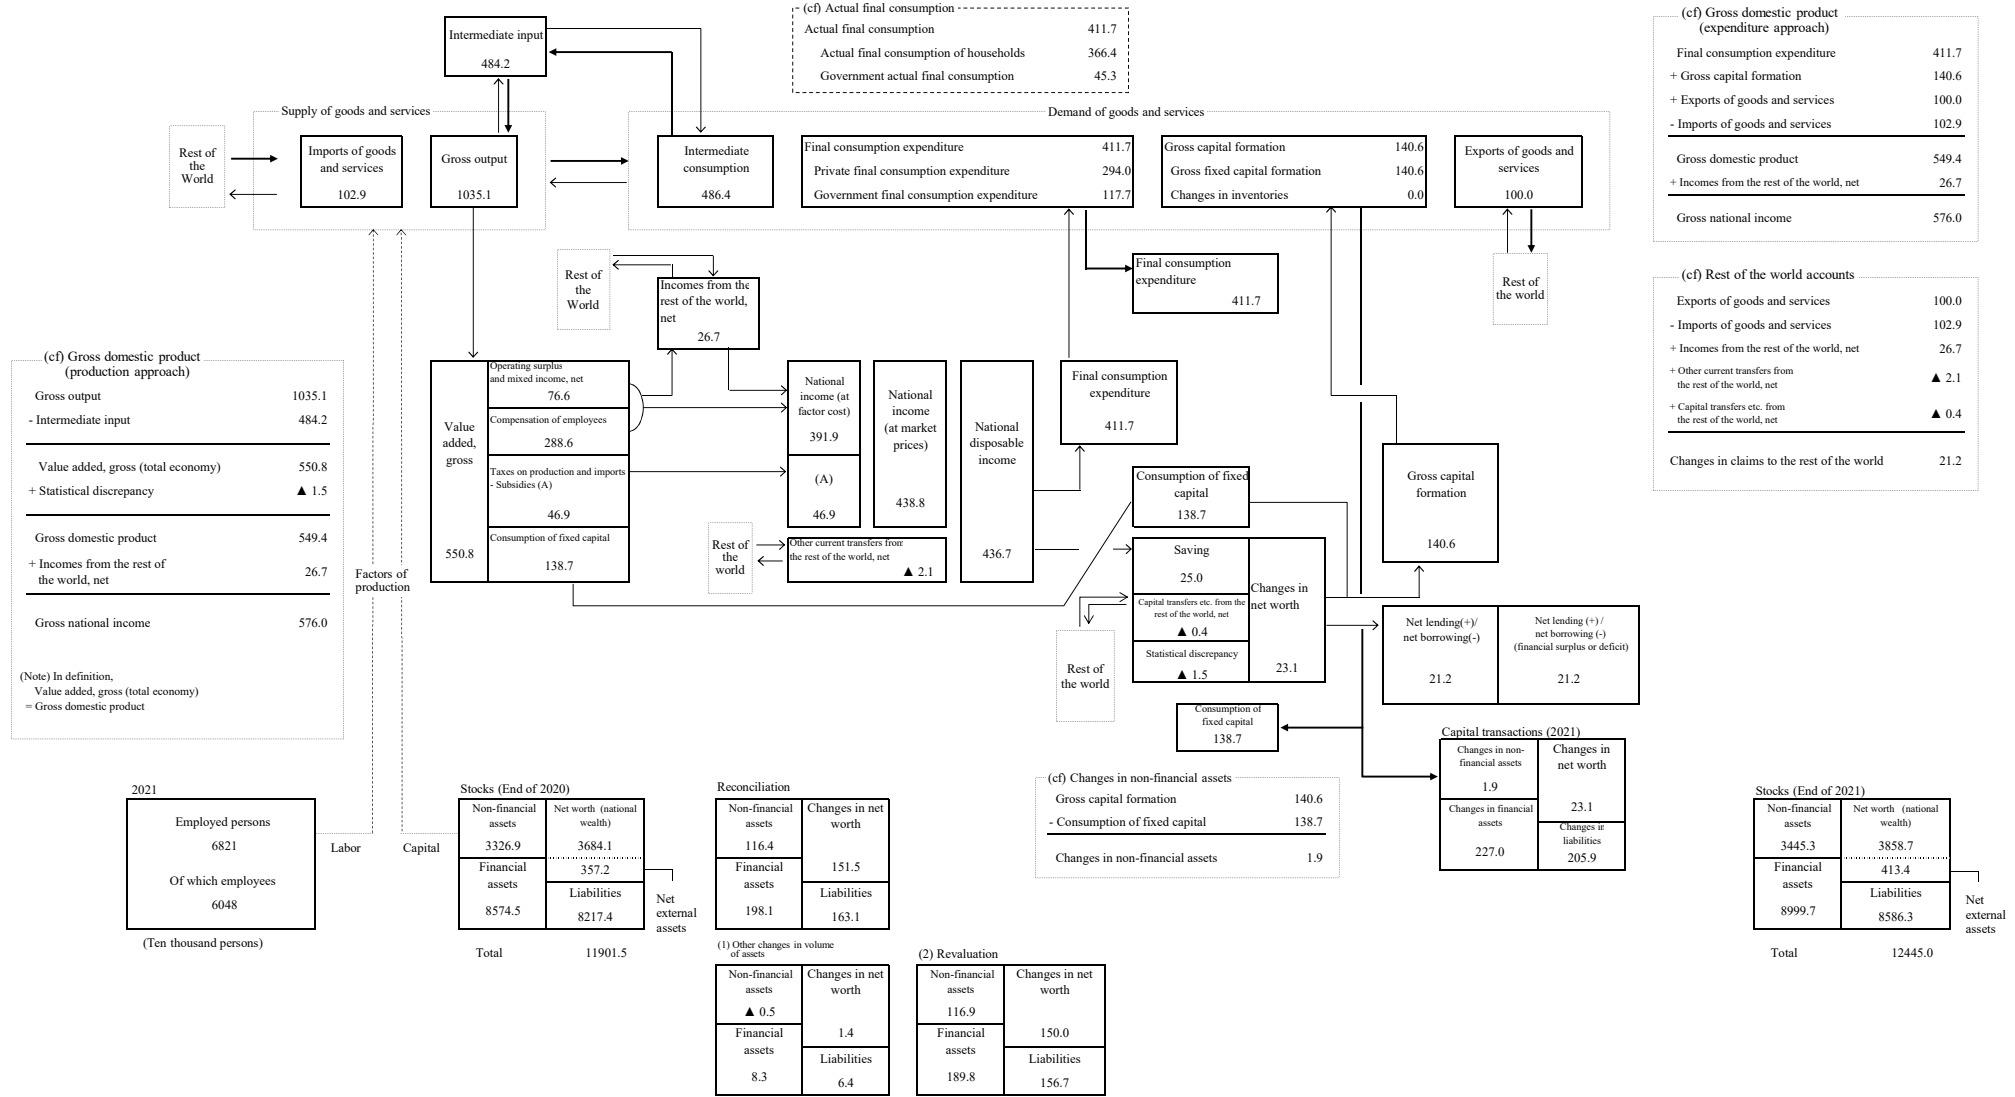 Intermediate input
484.2
(cf) Actual final consumption
Actual final consumption 411.7
Actual final consumption of households 366.4
Government actual final consumption 45.3
(cf) Gross domestic product
(expenditure approach)
Final consumption expenditure 411.7
+ Gross capital formation 140.6
+ Exports of goods and services 100.0
- Imports of goods and services 102.9
Gross domestic product 549.4
+ Incomes from the rest of the world, net 26.7
Gross national income 576.0
Supply of goods and services
Rest of
the
World
Imports of goods
and services
102.9
Gross output
1035.1
Demand of goods and services
Intermediate
consumption
486.4
Final consumption expenditure 411.7
Private final consumption expenditure 294.0
Government final consumption expenditure 117.7
Gross capital formation 140.6
Gross fixed capital formation 140.6
Changes in inventories 0.0
Exports of goods and
services
100.0
Rest of
the
World
Incomes from the
rest of the world,
net
26.7
Final consumption
expenditure
411.7
Rest of
the world
(cf) Rest of the world accounts
Exports of goods and services 100.0
- Imports of goods and services 102.9
+ Incomes from the rest of the world, net 26.7
+ Other current transfers from
the rest of the world, net ▲ 2.1
+ Capital transfers etc. from
the rest of the world, net ▲ 0.4
Changes in claims to the rest of the world 21.2
(cf) Gross domestic product
(production approach)
Gross output 1035.1
- Intermediate input 484.2
Value added, gross (total economy) 550.8
+ Statistical discrepancy ▲ 1.5
Gross domestic product 549.4
+ Incomes from the rest of
the world, net 26.7
Gross national income 576.0
(Note) In definition,
Value added, gross (total economy)
= Gross domestic product
Factors of
production
Value
added,
gross
550.8
Operating surplus
and mixed income, net
76.6
Compensation of employees
288.6
Taxes on production and imports
- Subsidies (A)
46.9
Consumption of fixed capital
138.7
National
income (at
factor cost)
391.9
(A)
46.9
National
income
(at market
prices)
438.8
Rest of
the
world
Other current transfers from
the rest of the world, net
▲ 2.1
National
disposable
income
436.7
Final consumption
expenditure
411.7
Consumption of fixed
capital
138.7
Saving
25.0
Capital transfers etc. from the
rest of the world, net
▲ 0.4
Statistical discrepancy
▲ 1.5
Changes in
net worth
23.1
Rest of
the world
Gross capital
formation
140.6
Net lending(+)/
net borrowing(-)
21.2
Net lending (+) /
net borrowing (-)
(financial surplus or deficit)
21.2
Consumption of
fixed capital
138.7
Capital transactions (2021)
Changes in non-
financial assets
1.9
Changes in
net worth
23.1
Changes in financial
assets
227.0
Changes in
liabilities
205.9
2021
Employed persons
6821
Of which employees
6048
(Ten thousand persons)
Labor
Capital
Stocks (End of 2020)
Non-financial
assets
3326.9
Net worth (national
wealth)
3684.1
357.2
Financial
assets
8574.5
Liabilities
8217.4
Net
external
assets
Total 11901.5
Reconciliation
Non-financial
assets
116.4
Changes in net
worth
151.5
Financial
assets
198.1
Liabilities
163.1
(1) Other changes in volume
of assets
Non-financial
assets
▲ 0.5
Changes in net
worth
1.4
Financial
assets
8.3
Liabilities
6.4
(2) Revaluation
Non-financial
assets
116.9
Changes in net
worth
150.0
Financial
assets
189.8
Liabilities
156.7
(cf) Changes in non-financial assets
Gross capital formation 140.6
- Consumption of fixed capital 138.7
Changes in non-financial assets 1.9
Stocks (End of 2021)
Non-financial
assets
3445.3
Net worth (national
wealth)
3858.7
413.4
Financial
assets
8999.7
Liabilities
8586.3
Net
external
assets
Total 12445.0